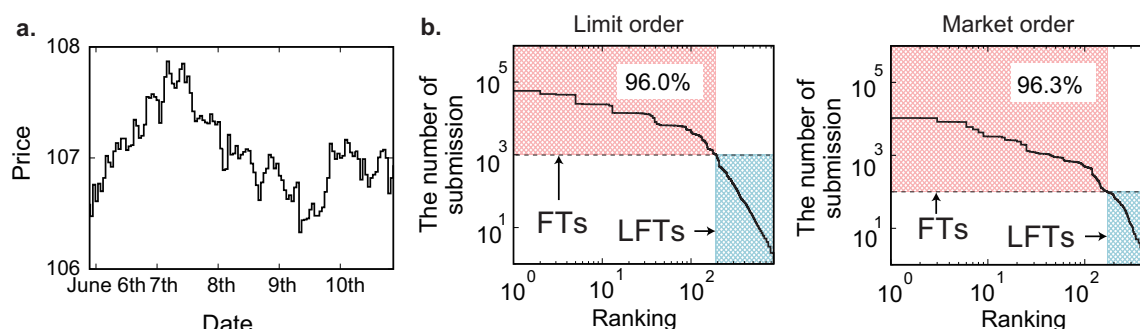 a.
108
107
106
Price
June 6th 7th 8th 9th 10th
Date
b.
Limit order
96.0%
10^5
10^3
10^1
The number of
submission
FTs
LFTs
10^0 10^1 10^2
Ranking
Market order
96.3%
10^5
10^3
10^1
The number of
submission
FTs
LFTs
10^0 10^1 10^2
Ranking